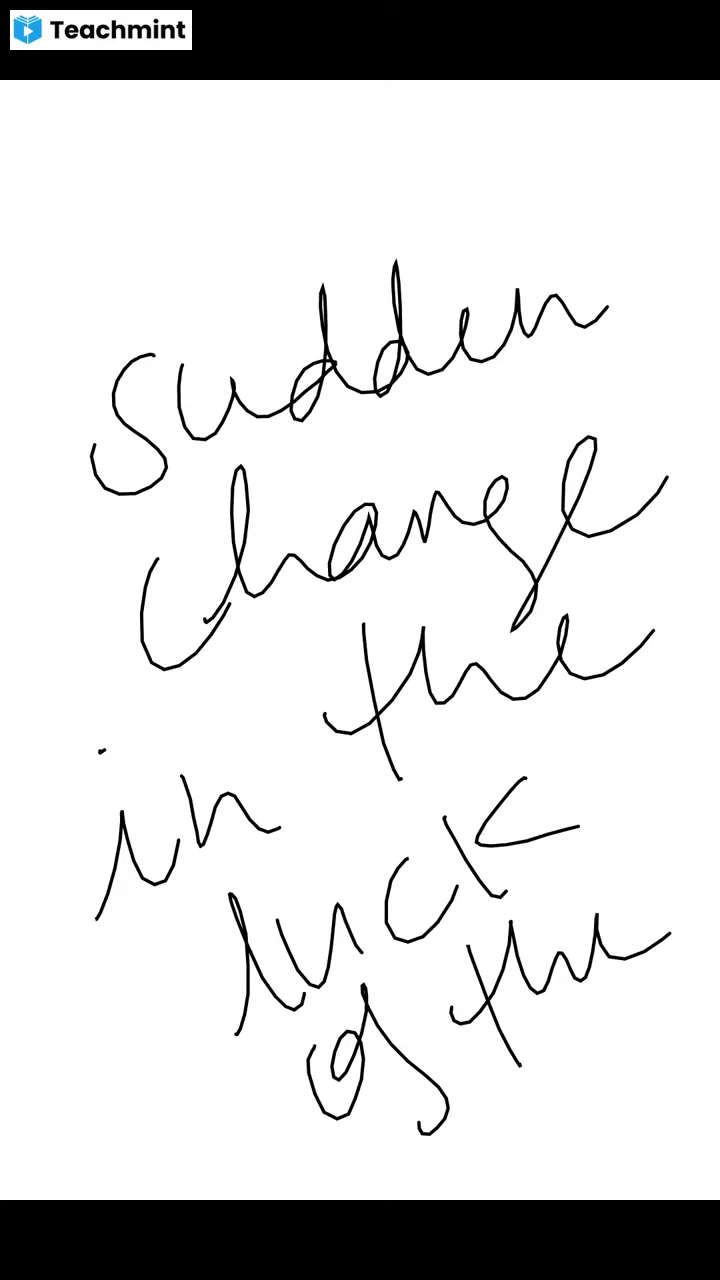 Teachmint
sudden
change
in the
luck
of the